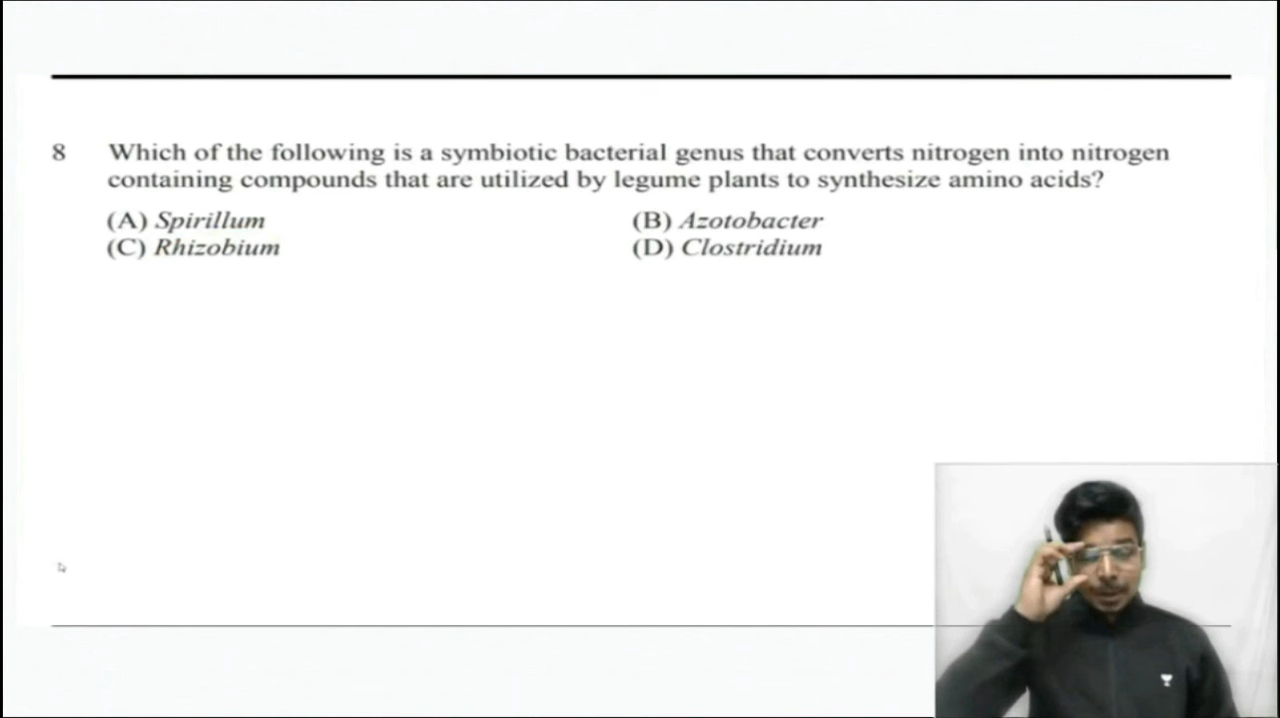 8 Which of the following is a symbiotic bacterial genus that converts nitrogen into nitrogen
containing compounds that are utilized by legume plants to synthesize amino acids?
(A) Spirillum (B) Azotobacter
(C) Rhizobium (D) Clostridium